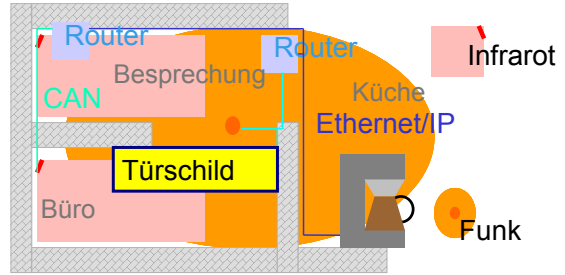 Router
Router
Infrarot
Besprechung
Küche
CAN
Ethernet/IP
Türschild
Büro
Funk